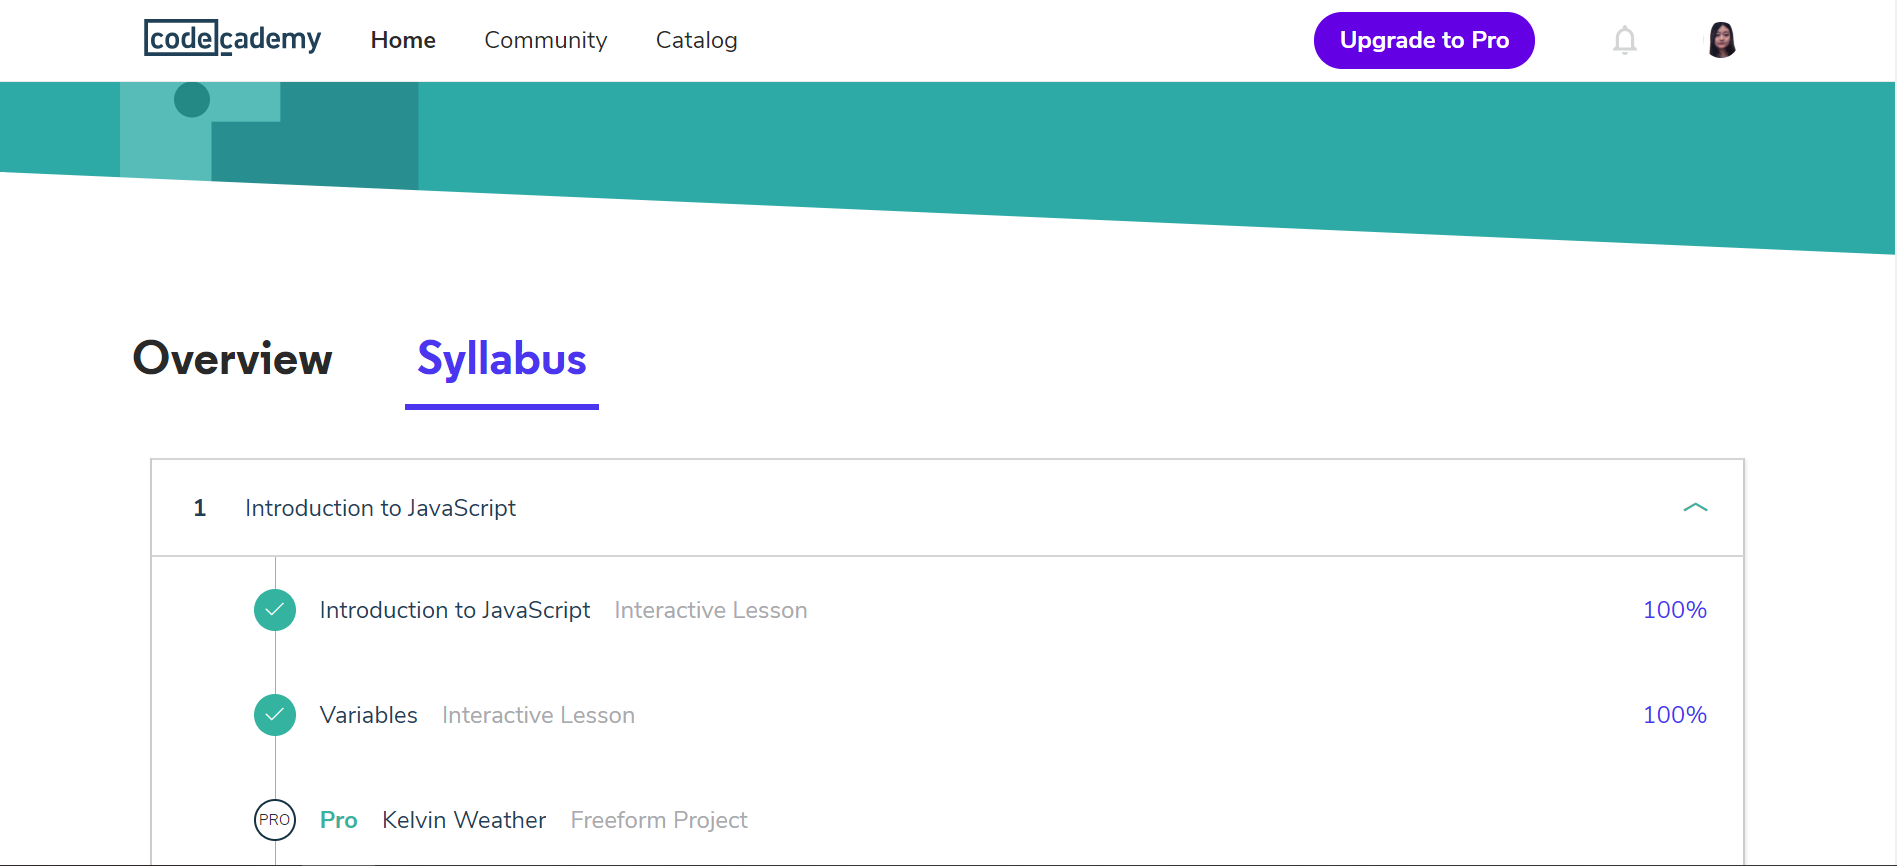 codecademy Home Community Catalog Upgrade to Pro
Overview Syllabus
1 Introduction to JavaScript
Introduction to JavaScript Interactive Lesson 100%
Variables Interactive Lesson 100%
PRO Pro Kelvin Weather Freeform Project